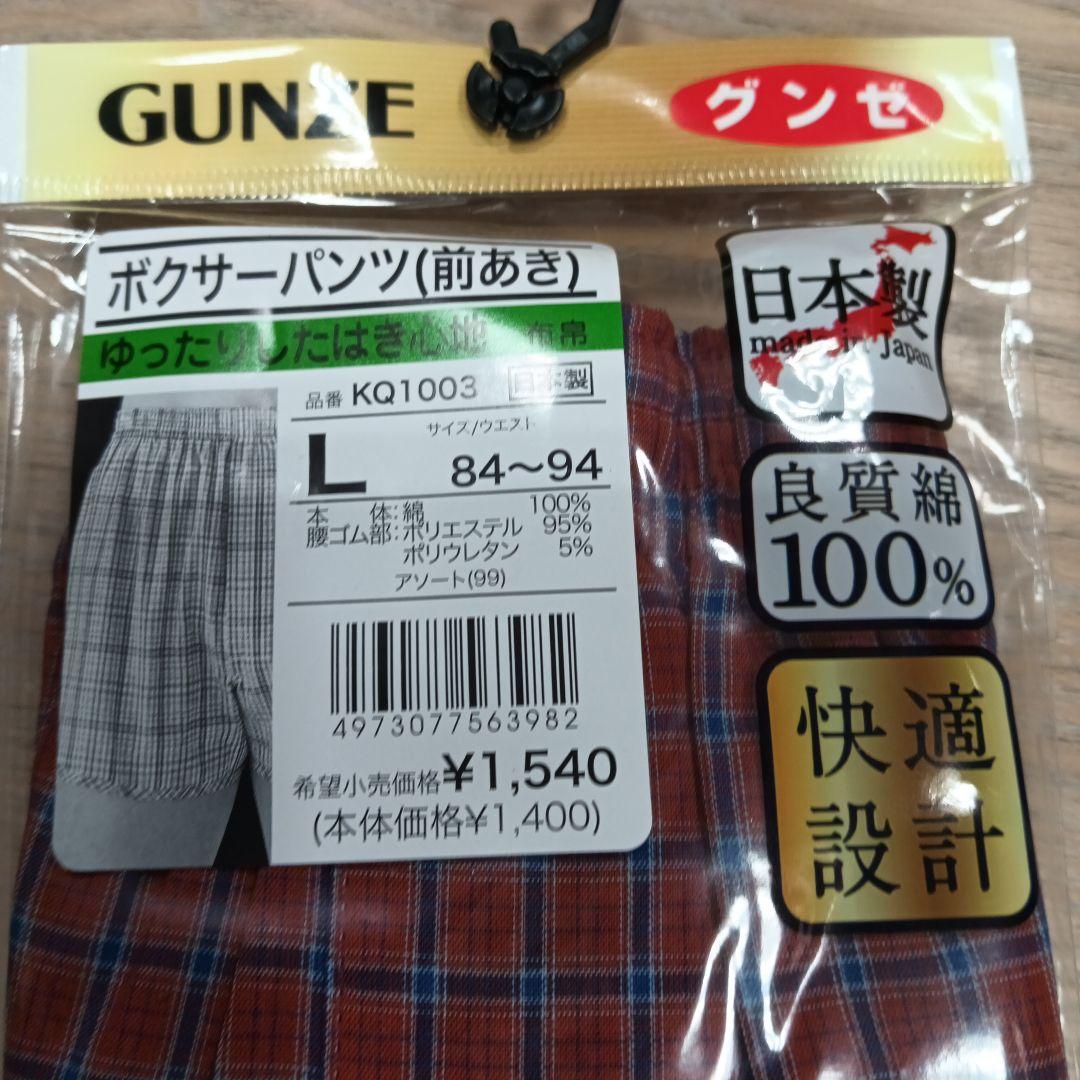 GUNZE
グンゼ
ボクサーパンツ(前あき)
ゆったりしたはき心地 布帛
品番 KQ1003 日本製
サイズ/ウエスト
L 84〜94
本体:綿 100%
腰ゴム部:ポリエステル 95%
ポリウレタン 5%
アソート(99)
4973077563982
希望小売価格¥1,540
(本体価格¥1,400)
日本製
made in Japan
良質綿
100%
快適
設計